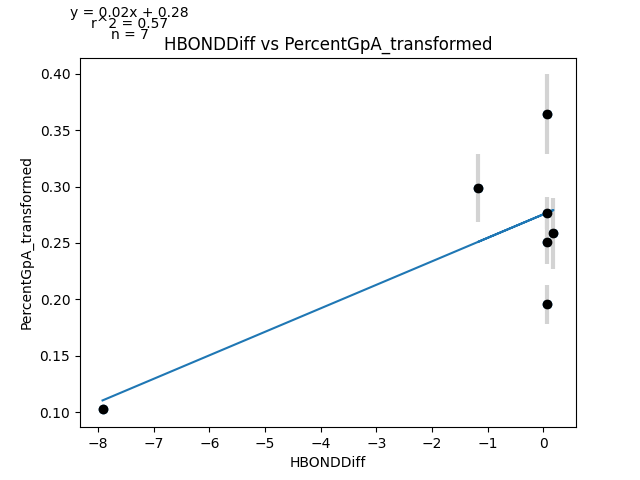 y = 0.02x + 0.28
r^2 = 0.57
n = 7
HBONDDiff vs PercentGpA_transformed
PercentGpA_transformed
0.40
0.35
0.30
0.25
0.20
0.15
0.10
−8 −7 −6 −5 −4 −3 −2 −1 0
HBONDDiff